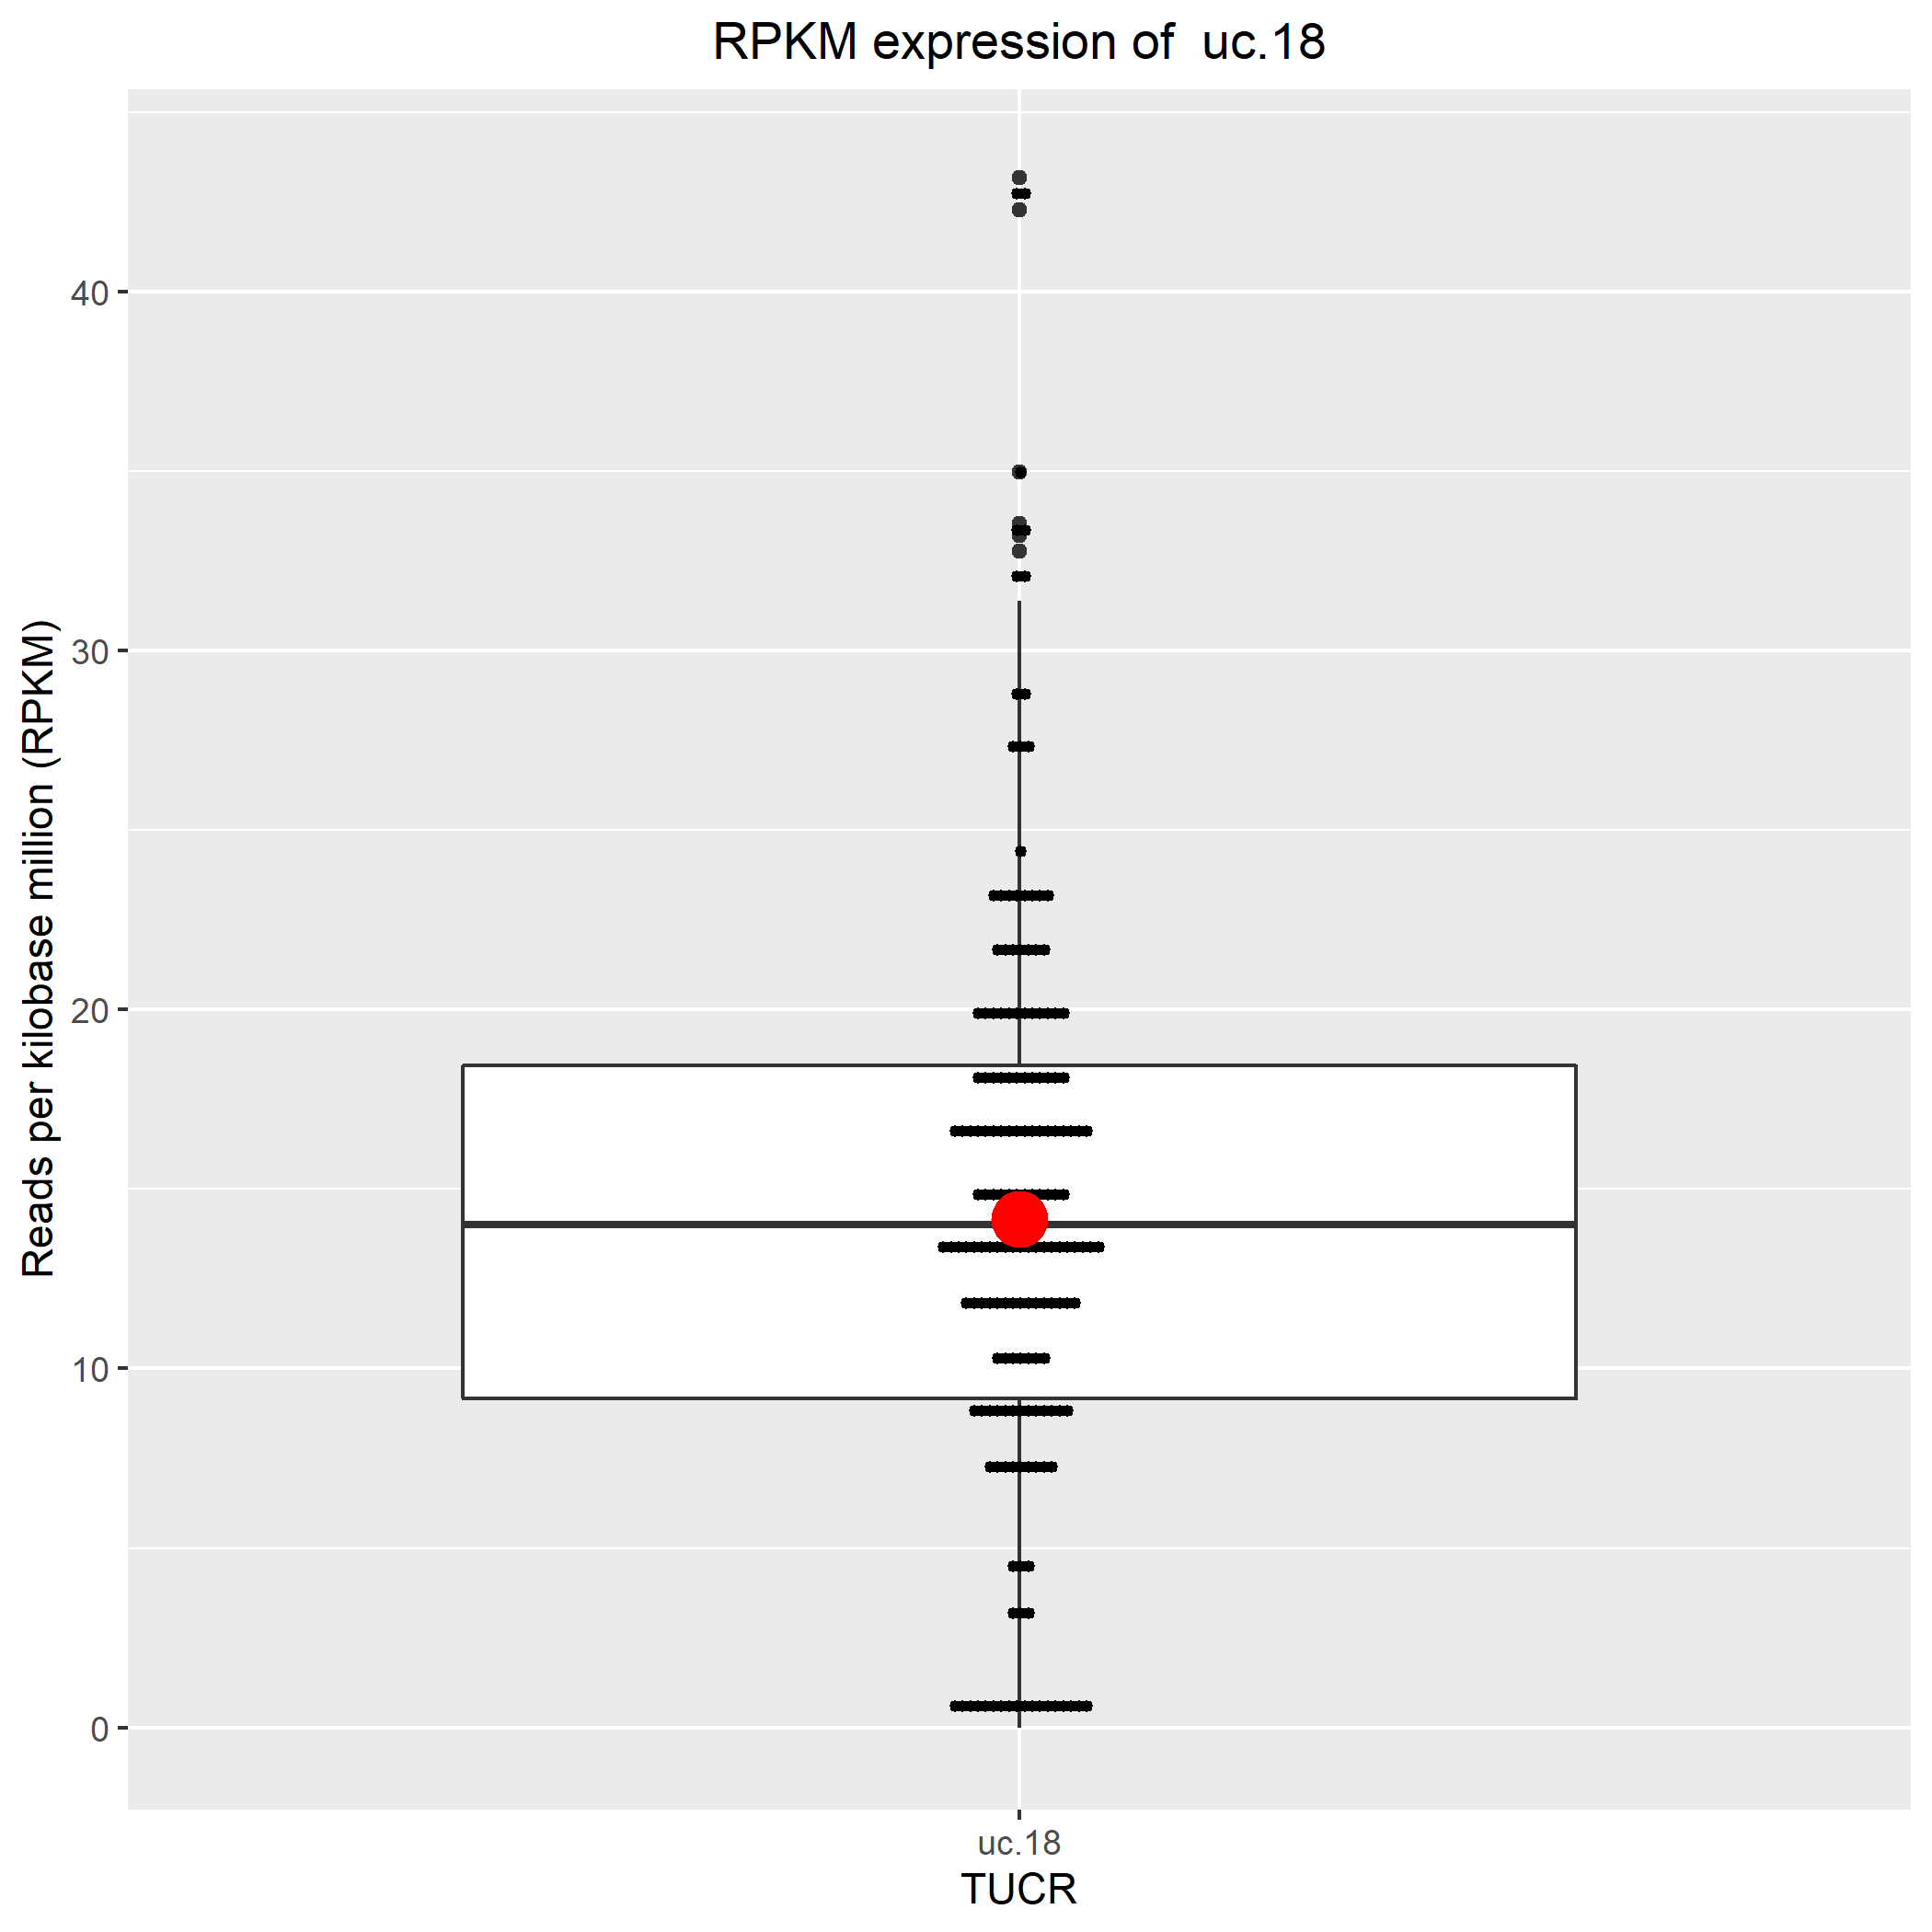 RPKM expression of  uc.18
Reads per kilobase million (RPKM)
40
30
20
10
0
uc.18
TUCR